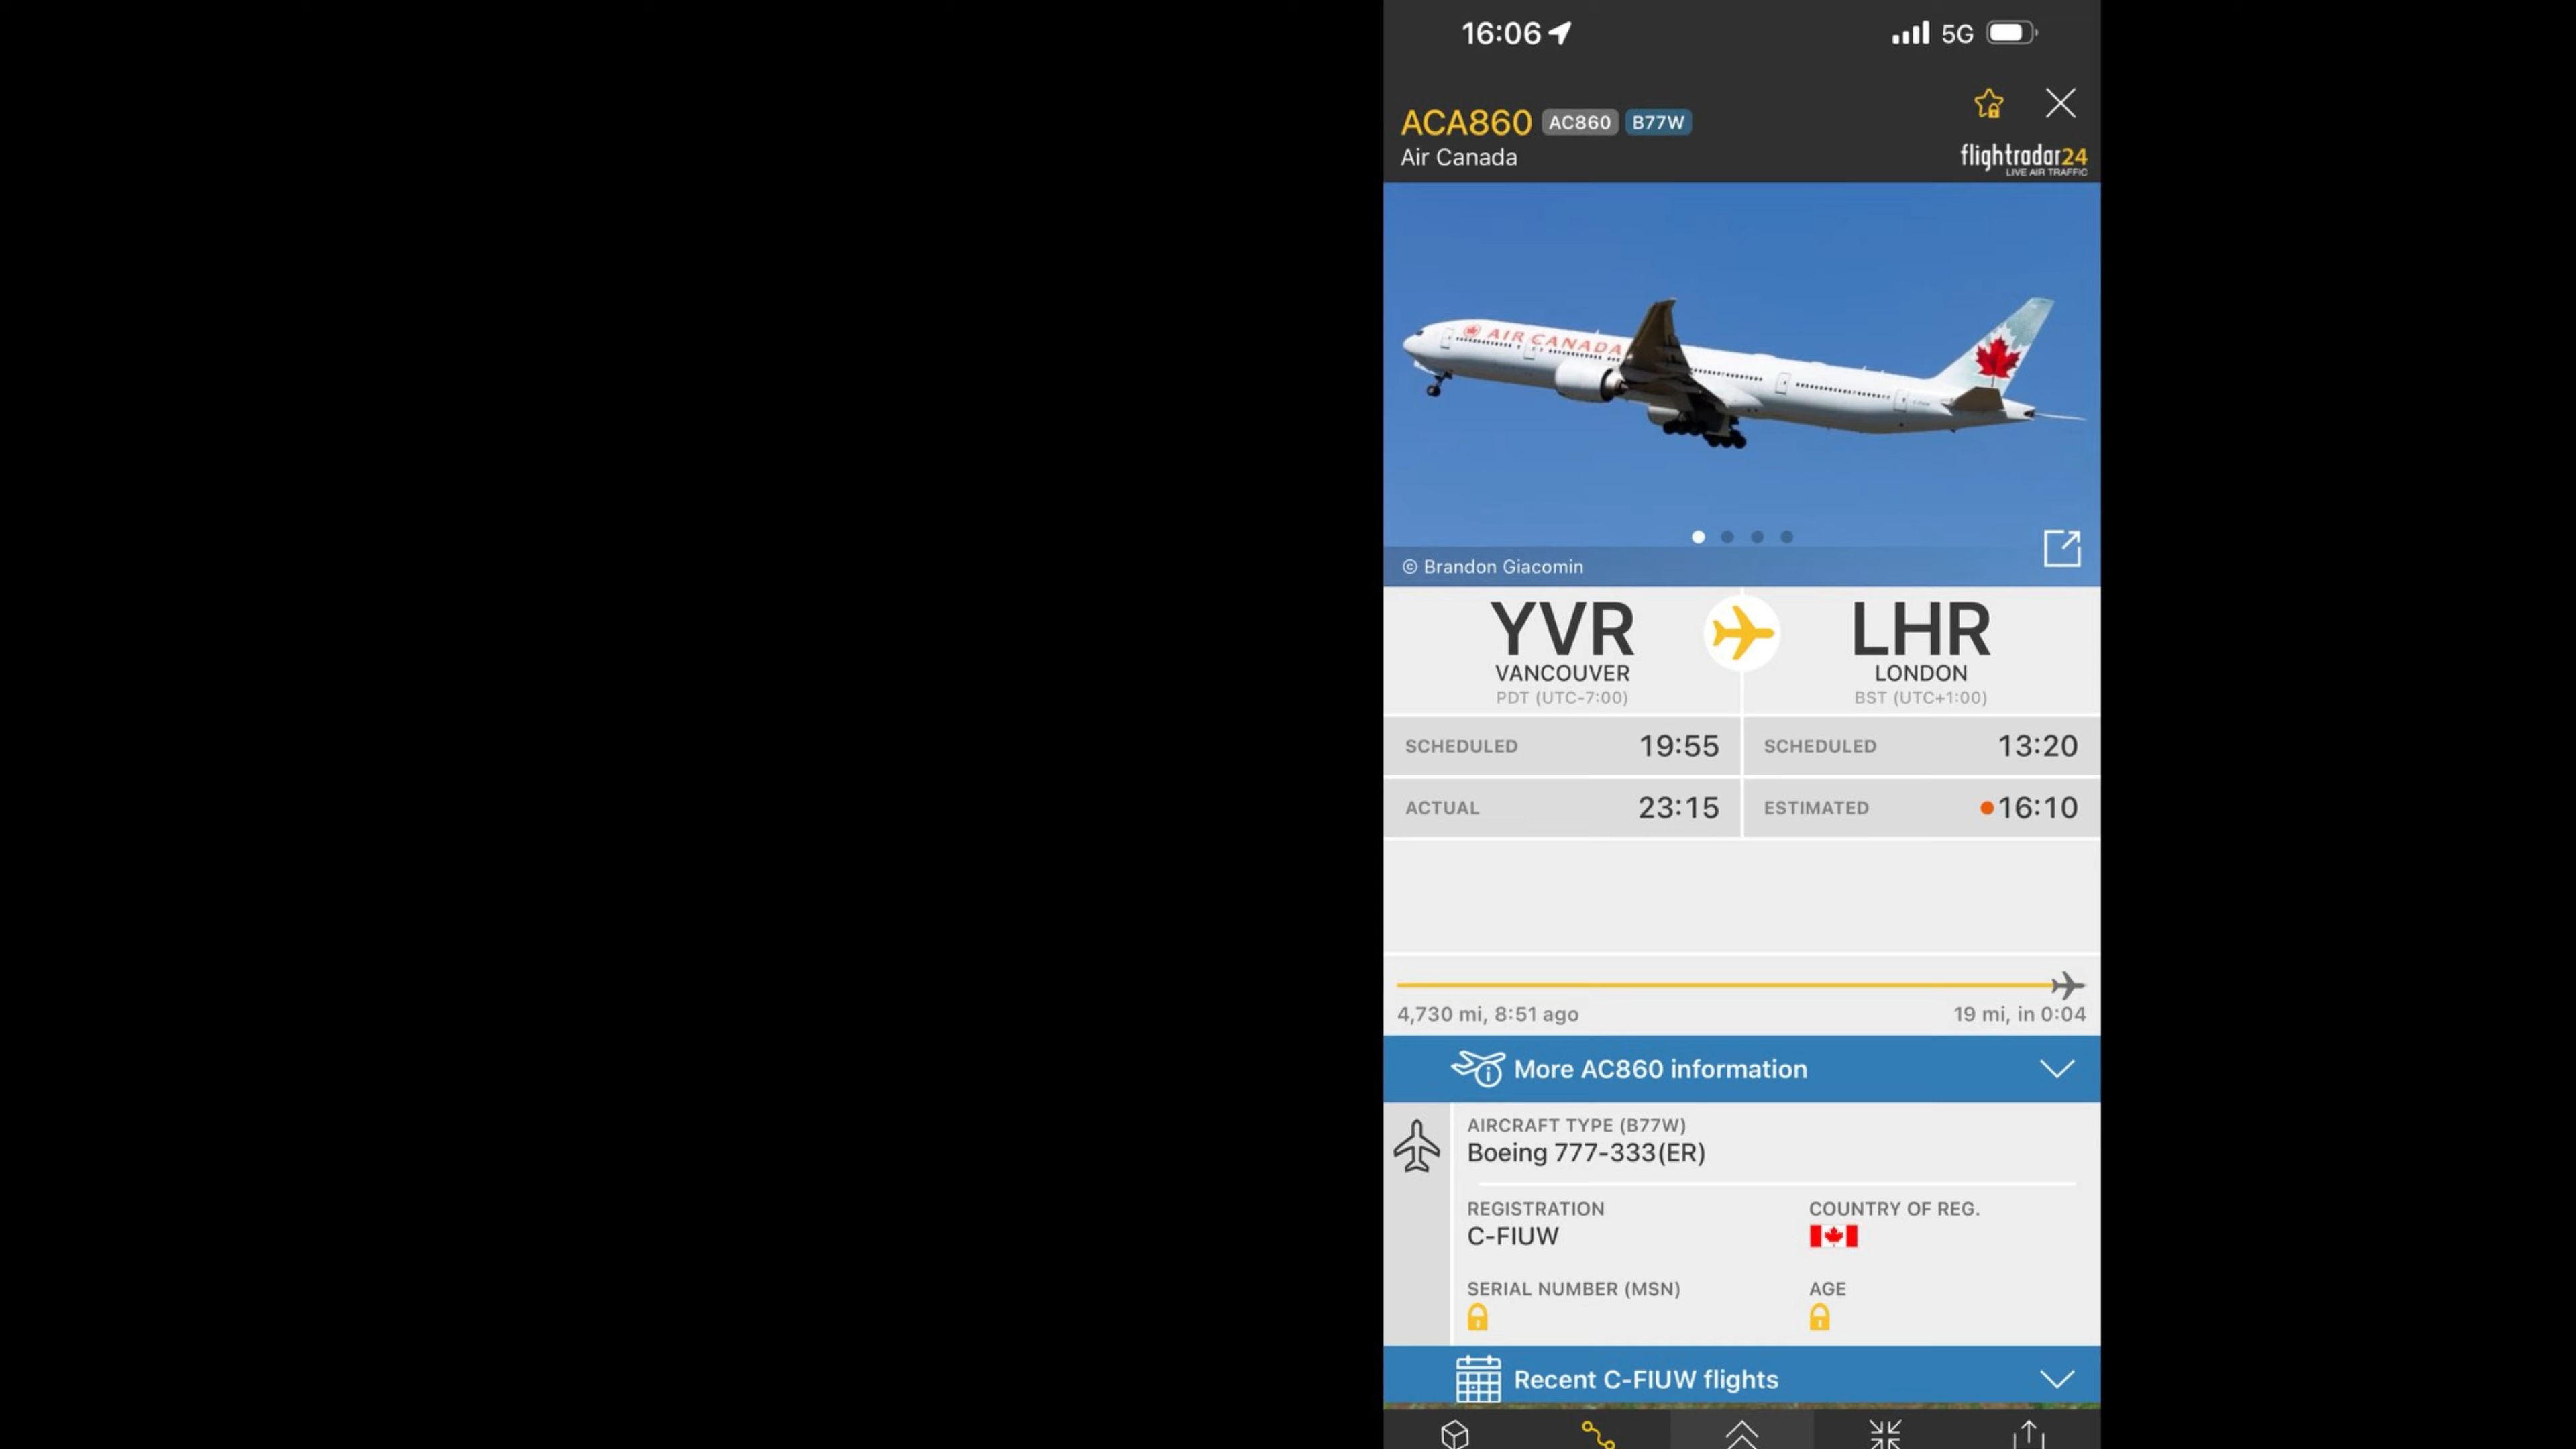 16:06
5G
ACA860 AC860 B77W
Air Canada
flightradar24
LIVE AIR TRAFFIC
AIR CANADA
© Brandon Giacomin
YVR
VANCOUVER
PDT (UTC-7:00)
LHR
LONDON
BST (UTC+1:00)
SCHEDULED 19:55 SCHEDULED 13:20
ACTUAL 23:15 ESTIMATED 16:10
4,730 mi, 8:51 ago 19 mi, in 0:04
More AC860 information
AIRCRAFT TYPE (B77W)
Boeing 777-333(ER)
REGISTRATION
C-FIUW
COUNTRY OF REG.
SERIAL NUMBER (MSN)
AGE
Recent C-FIUW flights